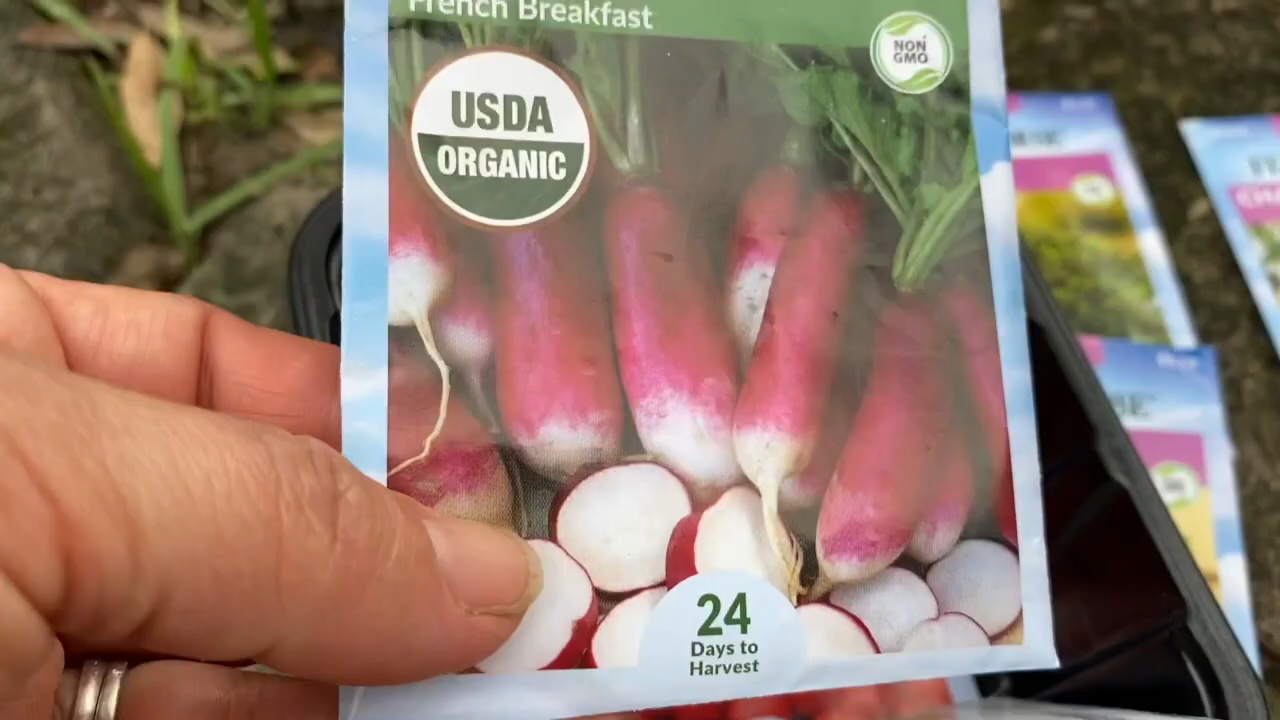 French Breakfast
NON
GMO
USDA
ORGANIC
24
Days to
Harvest